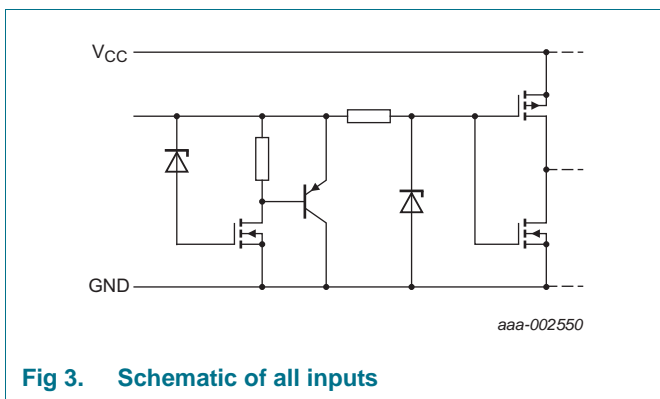 VCC
GND
aaa-002550
Fig 3. Schematic of all inputs